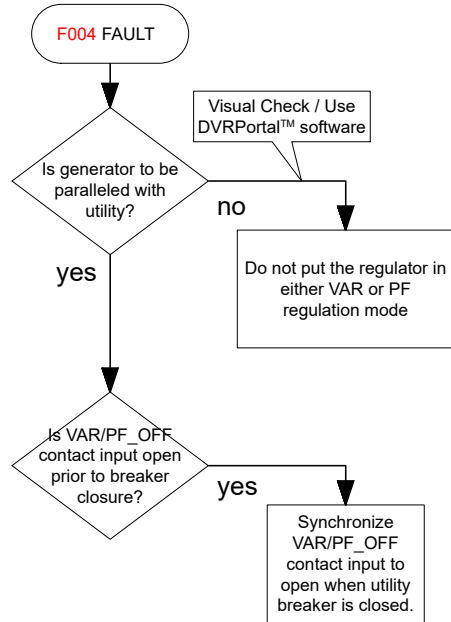 F004 FAULT
Visual Check / Use
DVRPortal™ software
Is generator to be
paralleled with
utility?
no
yes
Do not put the regulator in
either VAR or PF
regulation mode
Is VAR/PF_OFF
contact input open
prior to breaker
closure?
yes
Synchronize
VAR/PF_OFF
contact input to
open when utility
breaker is closed.